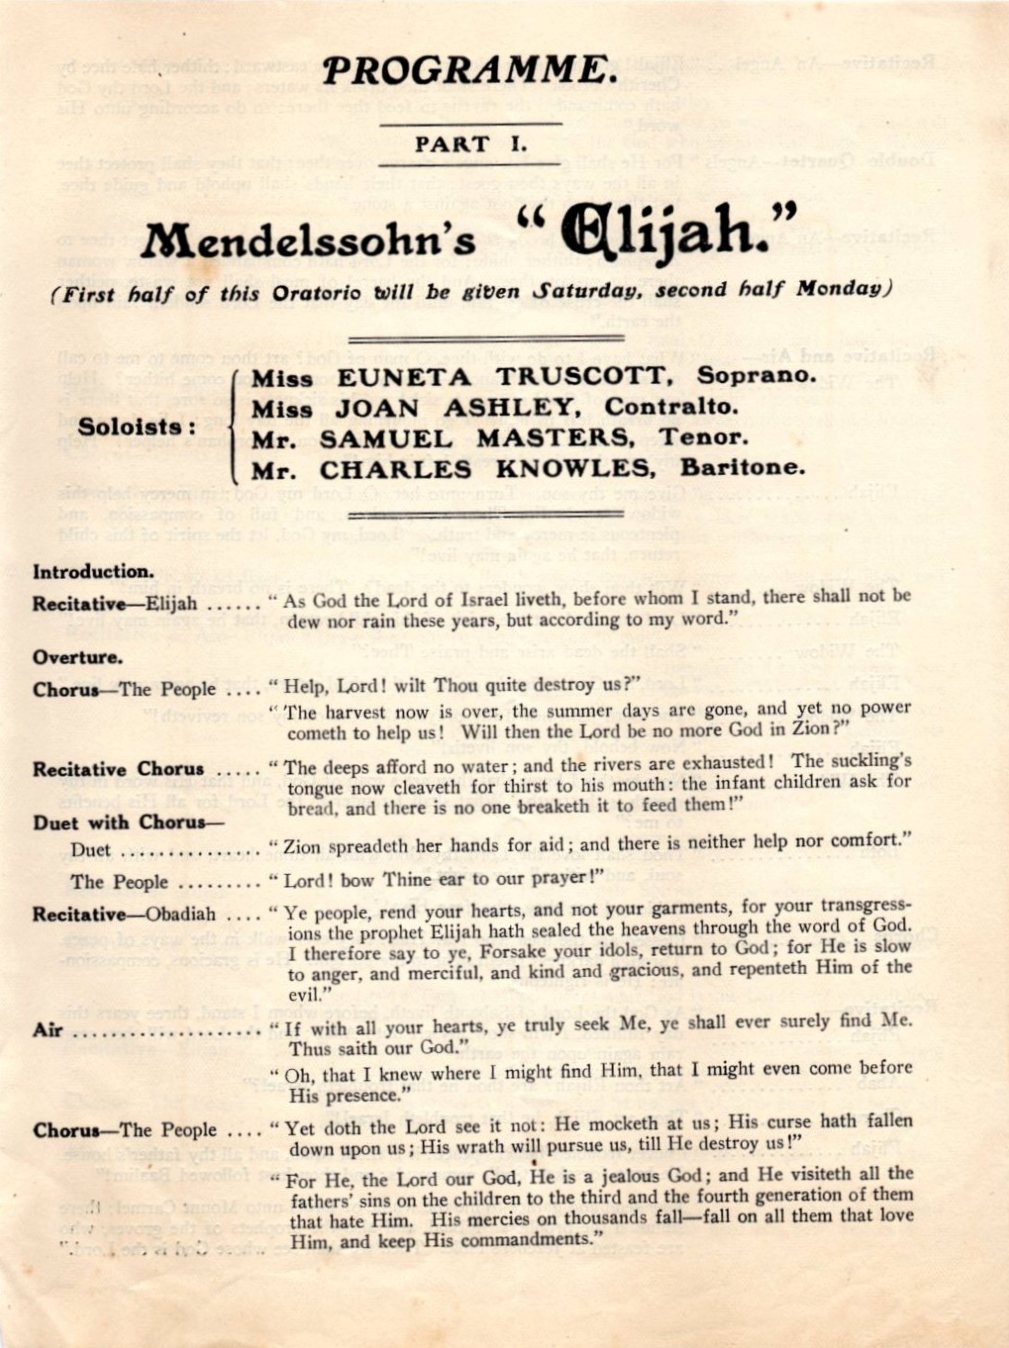 PROGRAMME.
PART I.
Mendelssohn's "Elijah."
(First half of this Oratorio will be given Saturday, second half Monday)
Soloists:
Miss EUNETA TRUSCOTT, Soprano.
Miss JOAN ASHLEY, Contralto.
Mr. SAMUEL MASTERS, Tenor.
Mr. CHARLES KNOWLES, Baritone.
Introduction.
Recitative—Elijah ...... "As God the Lord of Israel liveth, before whom I stand, there shall not be
dew nor rain these years, but according to my word."
Overture.
Chorus—The People .... "Help, Lord! wilt Thou quite destroy us?"
"The harvest now is over, the summer days are gone, and yet no power
cometh to help us! Will then the Lord be no more God in Zion?"
Recitative Chorus ..... "The deeps afford no water; and the rivers are exhausted! The suckling's
tongue now cleaveth for thirst to his mouth: the infant children ask for
bread, and there is no one breaketh it to feed them!"
Duet with Chorus—
Duet ............... "Zion spreadeth her hands for aid; and there is neither help nor comfort."
The People ......... "Lord! bow Thine ear to our prayer!"
Recitative—Obadiah .... "Ye people, rend your hearts, and not your garments, for your transgress-
ions the prophet Elijah hath sealed the heavens through the word of God.
I therefore say to ye, Forsake your idols, return to God; for He is slow
to anger, and merciful, and kind and gracious, and repenteth Him of the
evil."
Air .................... "If with all your hearts, ye truly seek Me, ye shall ever surely find Me.
Thus saith our God."
"Oh, that I knew where I might find Him, that I might even come before
His presence."
Chorus—The People .... "Yet doth the Lord see it not: He mocketh at us; His curse hath fallen
down upon us; His wrath will pursue us, till He destroy us!"
"For He, the Lord our God, He is a jealous God; and He visiteth all the
fathers' sins on the children to the third and the fourth generation of them
that hate Him. His mercies on thousands fall—fall on all them that love
Him, and keep His commandments."